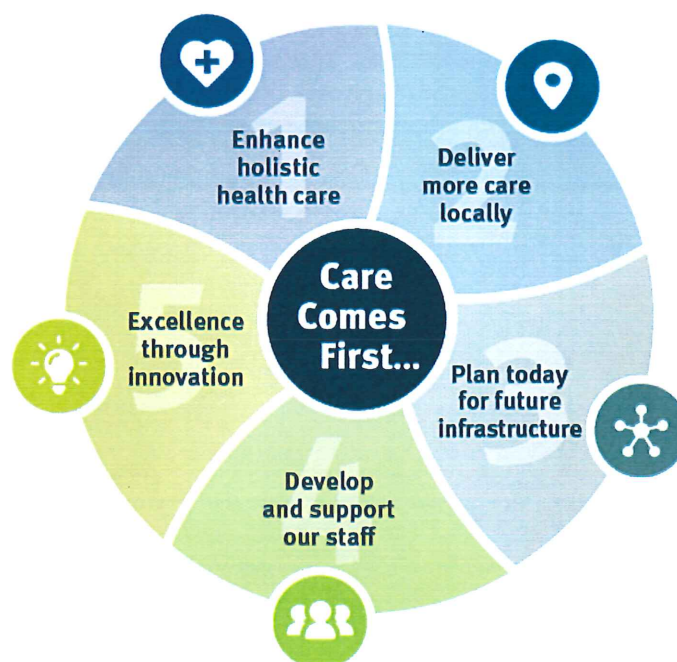 Care
Comes
First...
1
Enhance
holistic
health care
2
Deliver
more care
locally
3
Plan today
for future
infrastructure
4
Develop
and support
our staff
5
Excellence
through
innovation